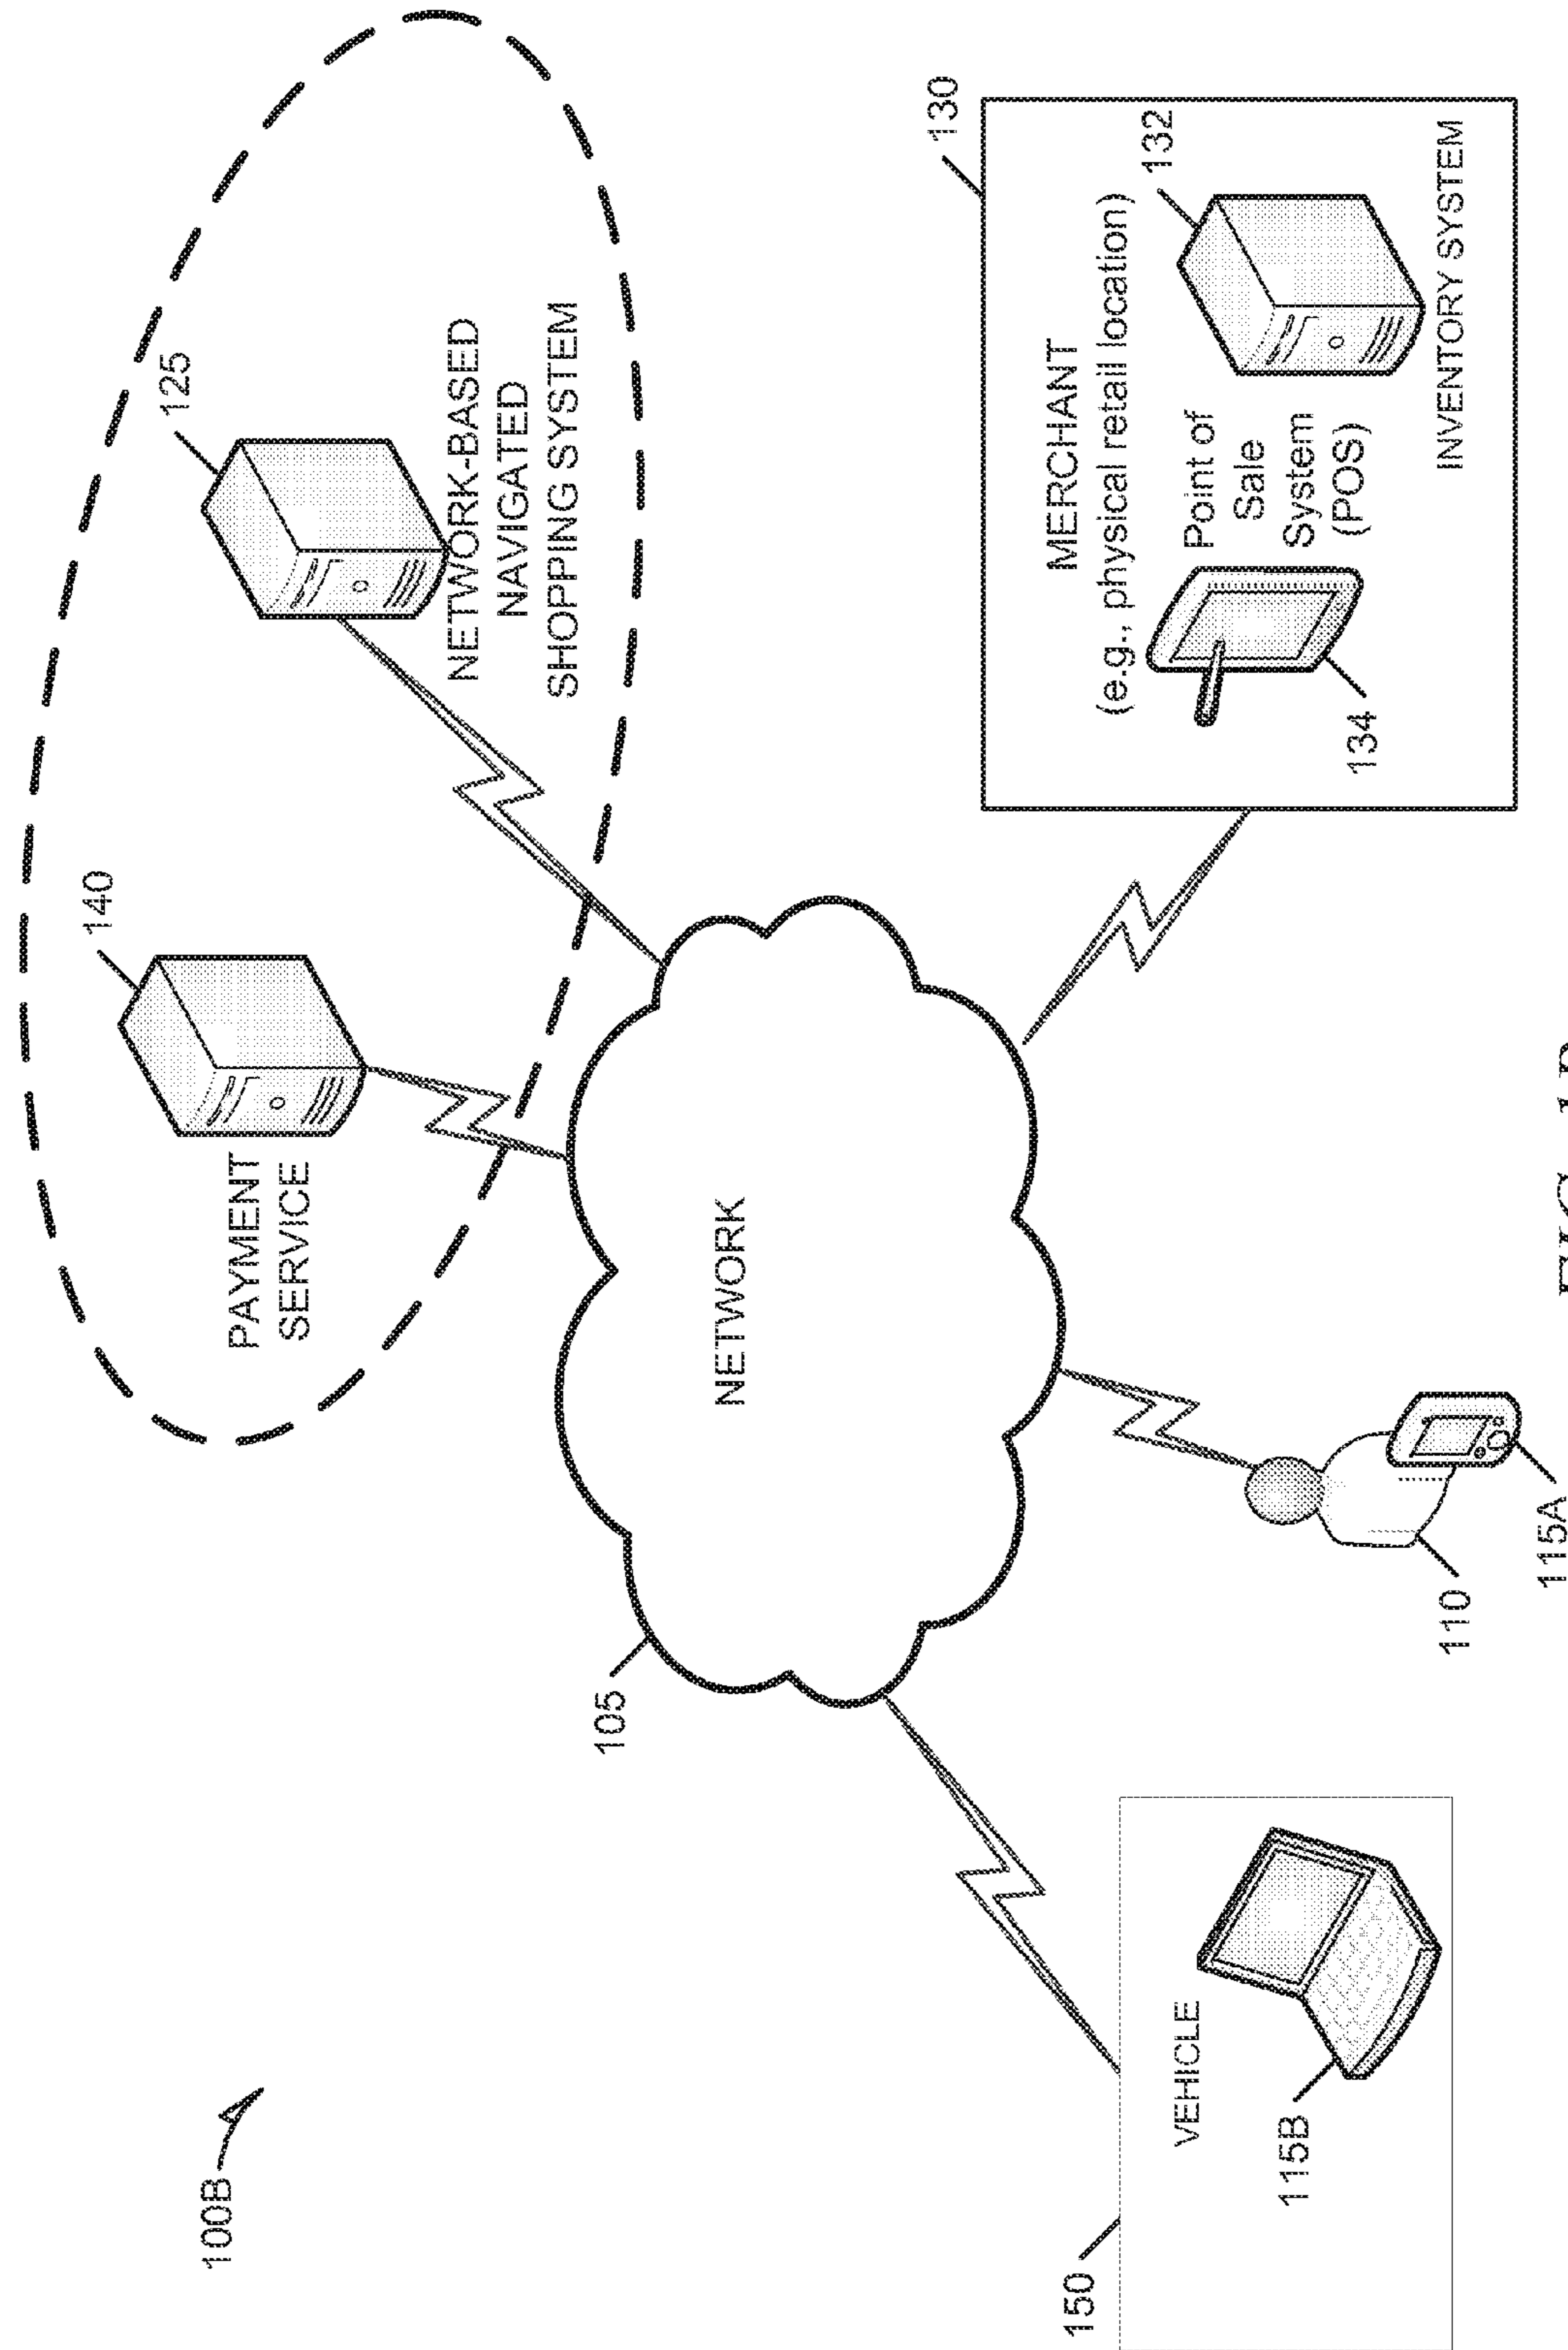 100B
140
PAYMENT
SERVICE
125
NETWORK-BASED
NAVIGATED
SHOPPING SYSTEM
105
NETWORK
150
VEHICLE
115B
110
115A
130
MERCHANT
(e.g., physical retail location)
Point of
Sale
System
(POS)
132
134
INVENTORY SYSTEM